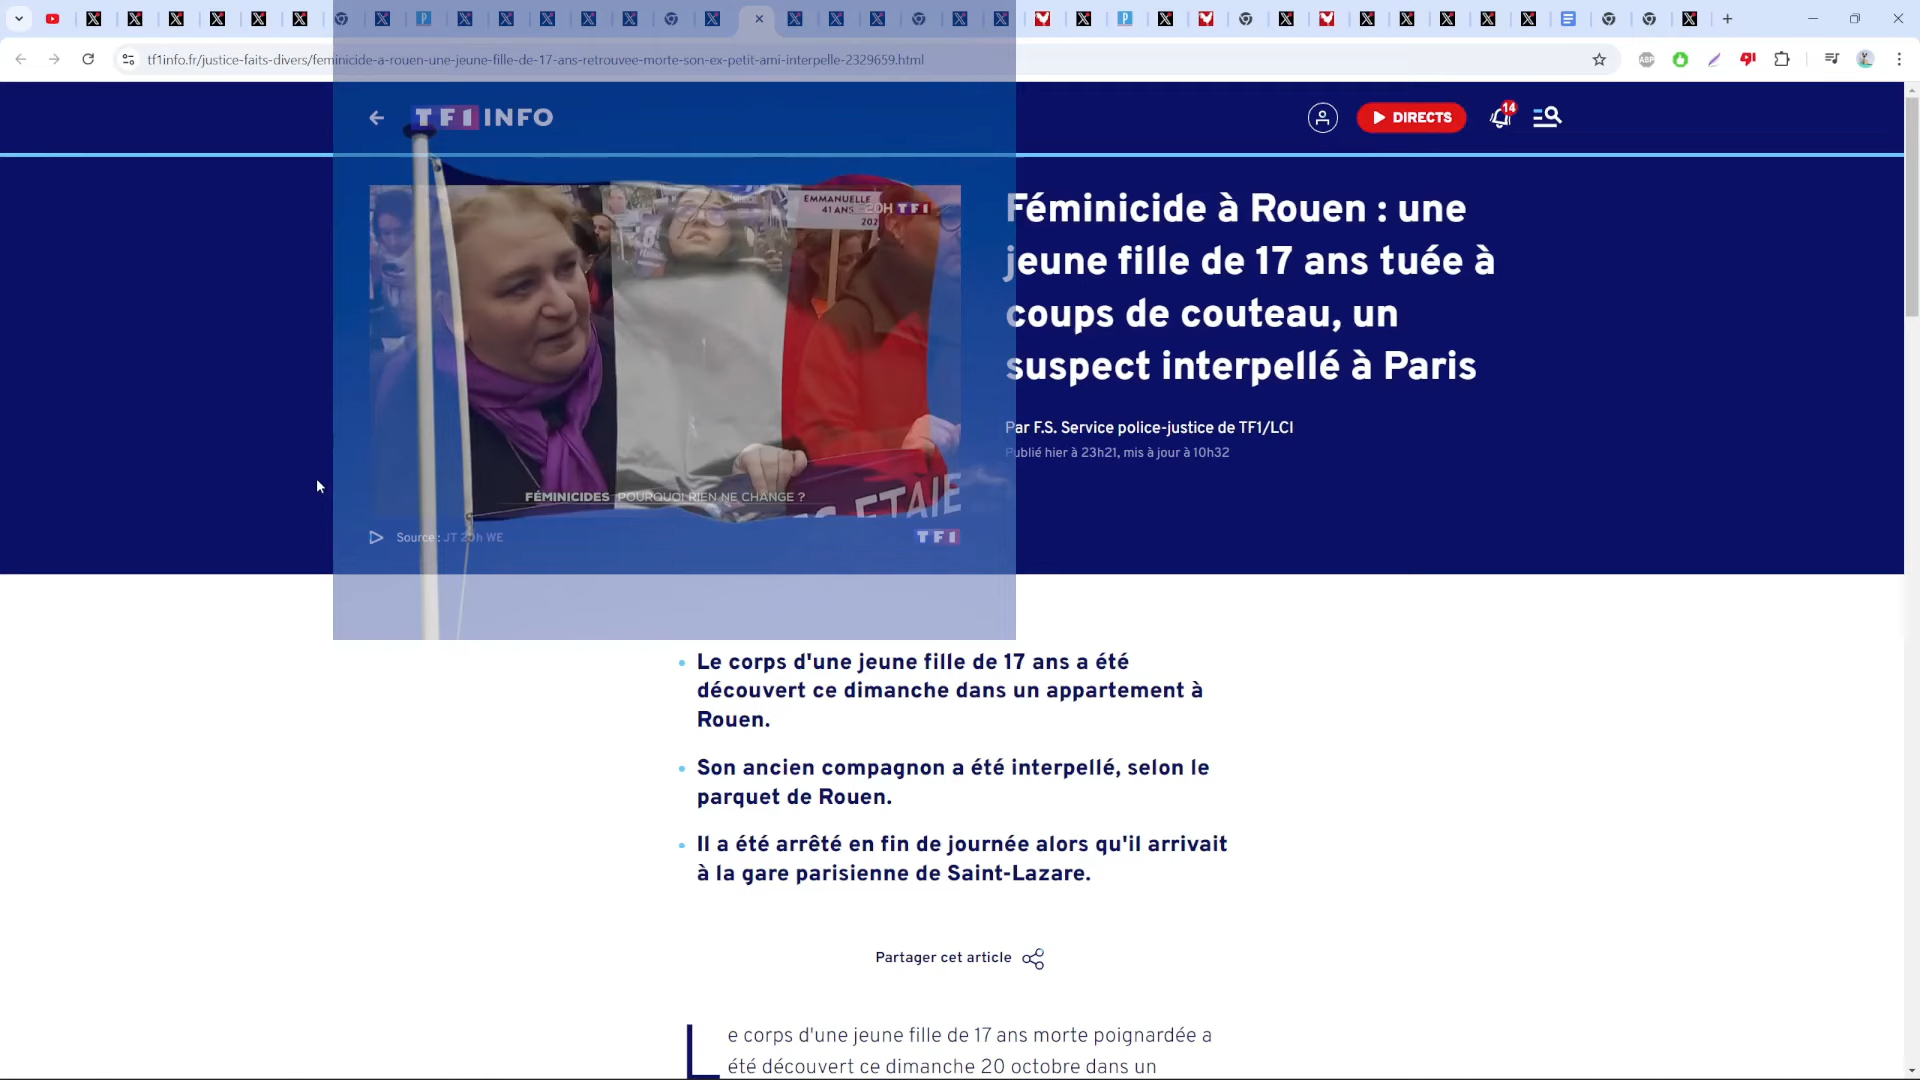 tf1info.fr/justice-faits-divers/feminicide-a-rouen-une-jeune-fille-de-17-ans-retrouvee-morte-son-ex-petit-ami-interpelle-2329659.html
ABP
TF1 INFO
DIRECTS
14
EMMANUELLE
41 ANS
202
20H TF1
FÉMINICIDES POURQUOI RIEN NE CHANGE ?
ETAIE
Source : JT 20h WE
TF1
Féminicide à Rouen : une
jeune fille de 17 ans tuée à
coups de couteau, un
suspect interpellé à Paris
Par F.S. Service police-justice de TF1/LCI
Publié hier à 23h21, mis à jour à 10h32
Le corps d'une jeune fille de 17 ans a été
découvert ce dimanche dans un appartement à
Rouen.
Son ancien compagnon a été interpellé, selon le
parquet de Rouen.
Il a été arrêté en fin de journée alors qu'il arrivait
à la gare parisienne de Saint-Lazare.
Partager cet article
Le corps d'une jeune fille de 17 ans morte poignardée a
été découvert ce dimanche 20 octobre dans un